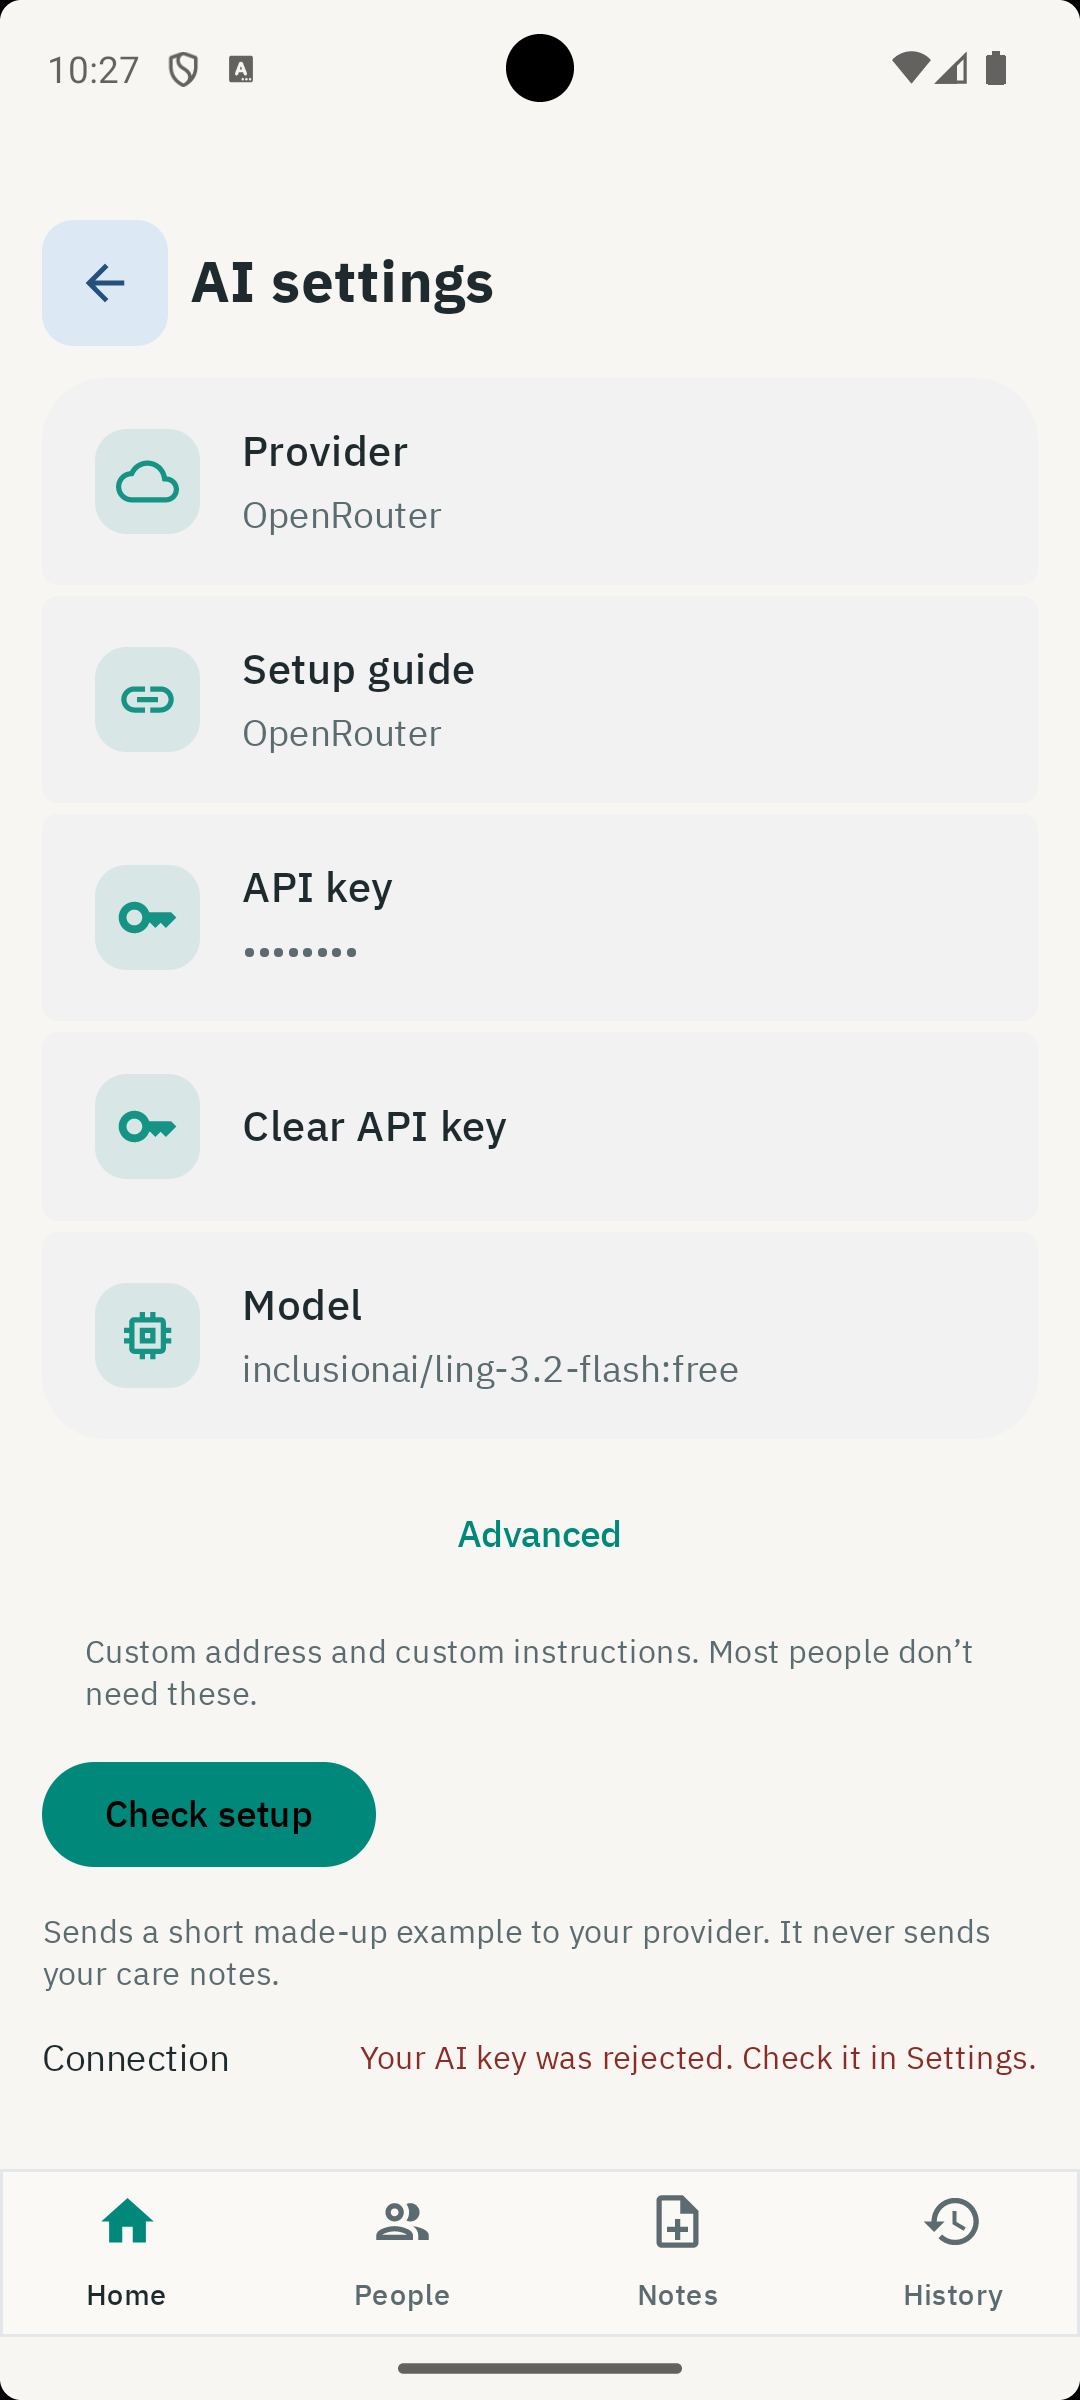 10:27
AI settings
Provider
OpenRouter
Setup guide
OpenRouter
API key
••••••••
Clear API key
Model
inclusionai/ling-3.2-flash:free
Advanced
Custom address and custom instructions. Most people don’t
need these.
Check setup
Sends a short made-up example to your provider. It never sends
your care notes.
Connection Your AI key was rejected. Check it in Settings.
Home People Notes History